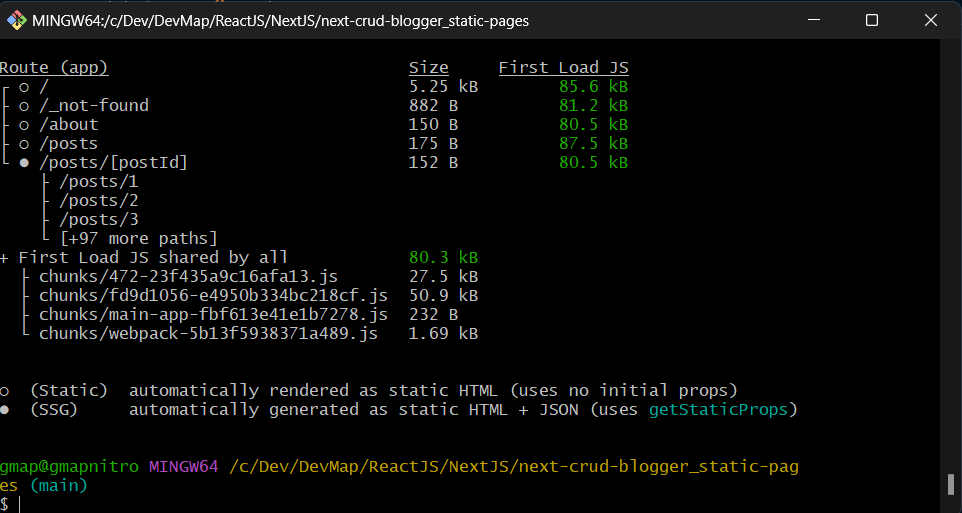 MINGW64:/c/Dev/DevMap/ReactJS/NextJS/next-crud-blogger_static-pages
Route (app) Size First Load JS
┌ ○ / 5.25 kB 85.6 kB
├ ○ /_not-found 882 B 81.2 kB
├ ○ /about 150 B 80.5 kB
├ ○ /posts 175 B 87.5 kB
└ ● /posts/[postId] 152 B 80.5 kB
├ /posts/1
├ /posts/2
├ /posts/3
└ [+97 more paths]
+ First Load JS shared by all 80.3 kB
├ chunks/472-23f435a9c16afa13.js 27.5 kB
├ chunks/fd9d1056-e4950b334bc218cf.js 50.9 kB
├ chunks/main-app-fbf613e41e1b7278.js 232 B
└ chunks/webpack-5b13f5938371a489.js 1.69 kB
○ (Static) automatically rendered as static HTML (uses no initial props)
● (SSG) automatically generated as static HTML + JSON (uses getStaticProps)
gmap@gmapnitro MINGW64 /c/Dev/DevMap/ReactJS/NextJS/next-crud-blogger_static-pag
es (main)
$